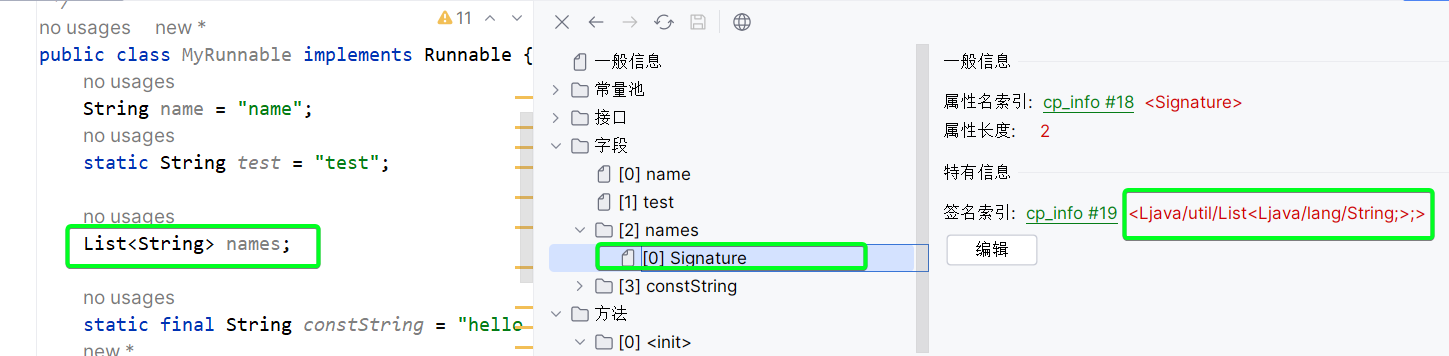 */
no usages   new *
11
public class MyRunnable implements Runnable {
no usages
String name = "name";
no usages
static String test = "test";
no usages
List<String> names;
no usages
static final String constString = "hello
new *
一般信息
常量池
接口
字段
[0] name
[1] test
[2] names
[0] Signature
[3] constString
方法
[0] <init>
一般信息
属性名索引: cp_info #18 <Signature>
属性长度: 2
特有信息
签名索引: cp_info #19 <Ljava/util/List<Ljava/lang/String;>;>
编辑